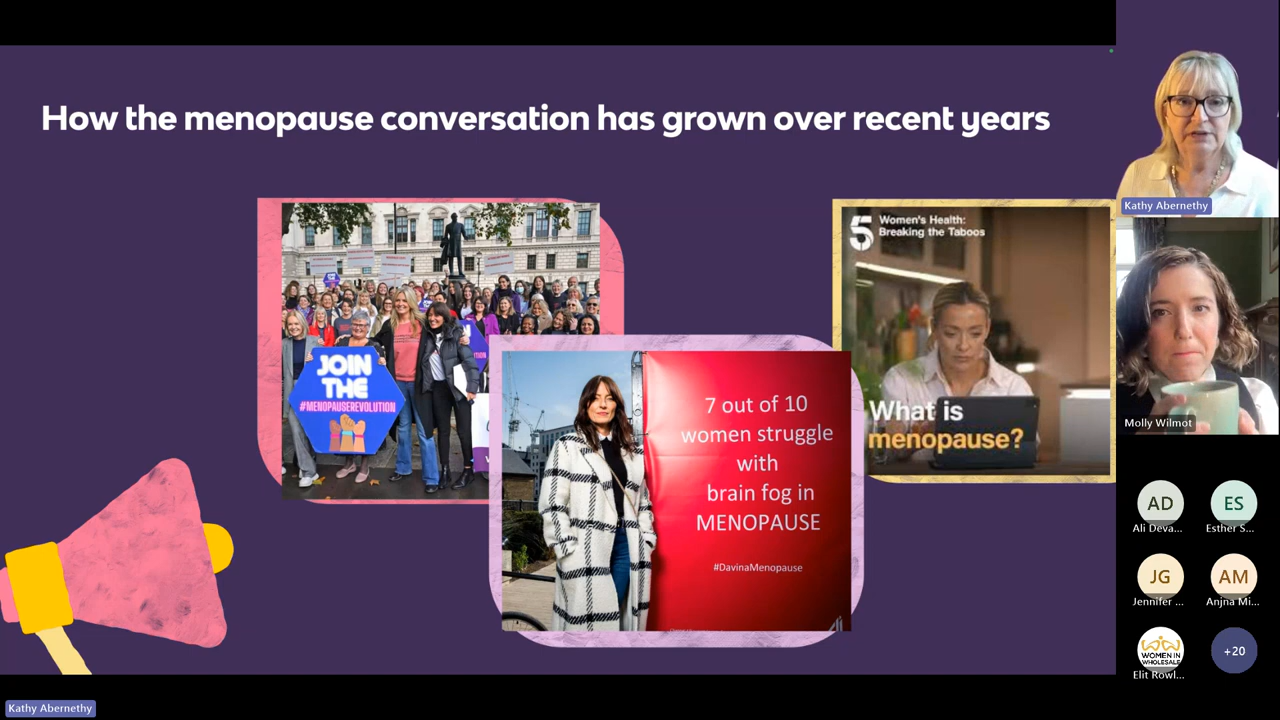 How the menopause conversation has grown over recent years
JOIN
THE
#MENOPAUSEREVOLUTION
7 out of 10
women struggle
with
brain fog in
MENOPAUSE
#DavinaMenopause
5
Women's Health:
Breaking the Taboos
What is
menopause?
Kathy Abernethy
Molly Wilmot
AD
Ali Deva...
ES
Esther S...
JG
Jennifer ...
AM
Anjna Mi...
WOMEN IN
WHOLESALE
Elit Rowl...
+20
Kathy Abernethy